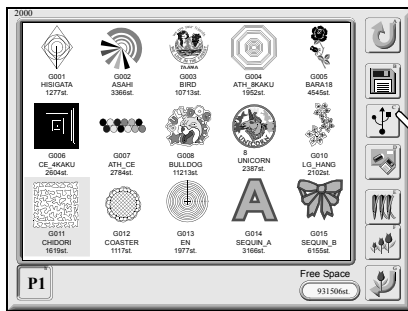 2000
TAJIMA
UNICORN
A
G001 G002 G003 G004 G005
HISIGATA ASAHI BIRD ATH_8KAKU BARA18
1277st. 3366st. 10713st. 1952st. 4545st.
G006 G007 G008 8 G010
CE_4KAKU ATH_CE BULLDOG UNICORN LG_HANG
2604st. 2784st. 11213st. 2387st. 2102st.
G011 G012 G013 G014 G015
CHIDORI COASTER EN SEQUIN_A SEQUIN_B
1619st. 1117st. 1977st. 3166st. 6155st.
P1
Free Space
931506st.